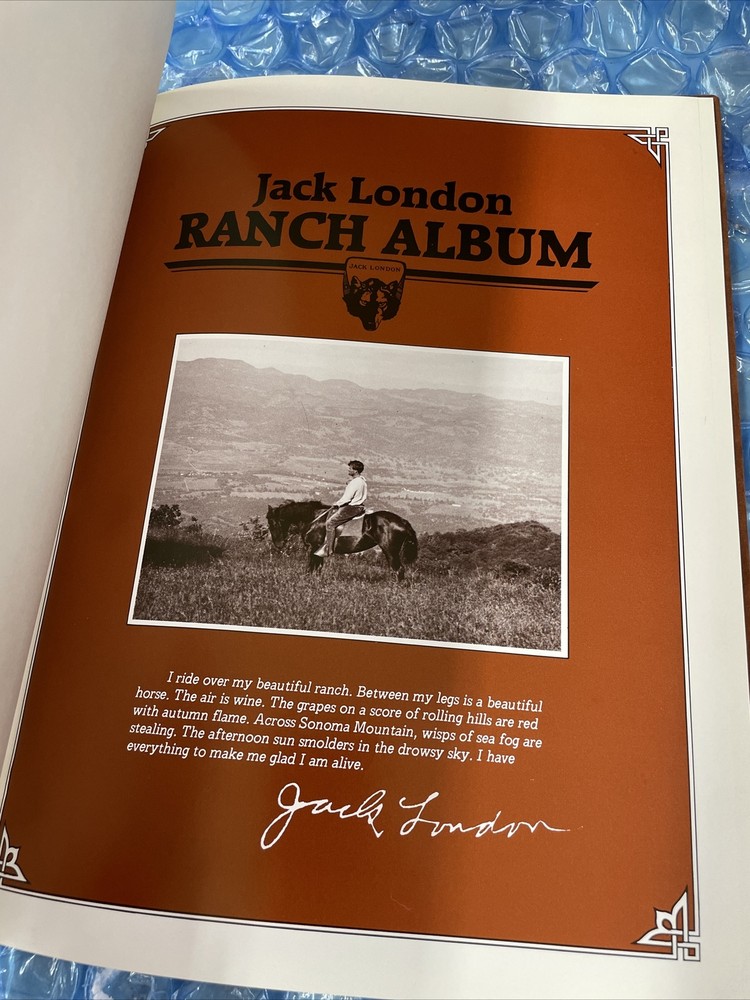 Jack London
RANCH ALBUM
JACK LONDON
I ride over my beautiful ranch. Between my legs is a beautiful
horse. The air is wine. The grapes on a score of rolling hills are red
with autumn flame. Across Sonoma Mountain, wisps of sea fog are
stealing. The afternoon sun smolders in the drowsy sky. I have
everything to make me glad I am alive.
Jack London